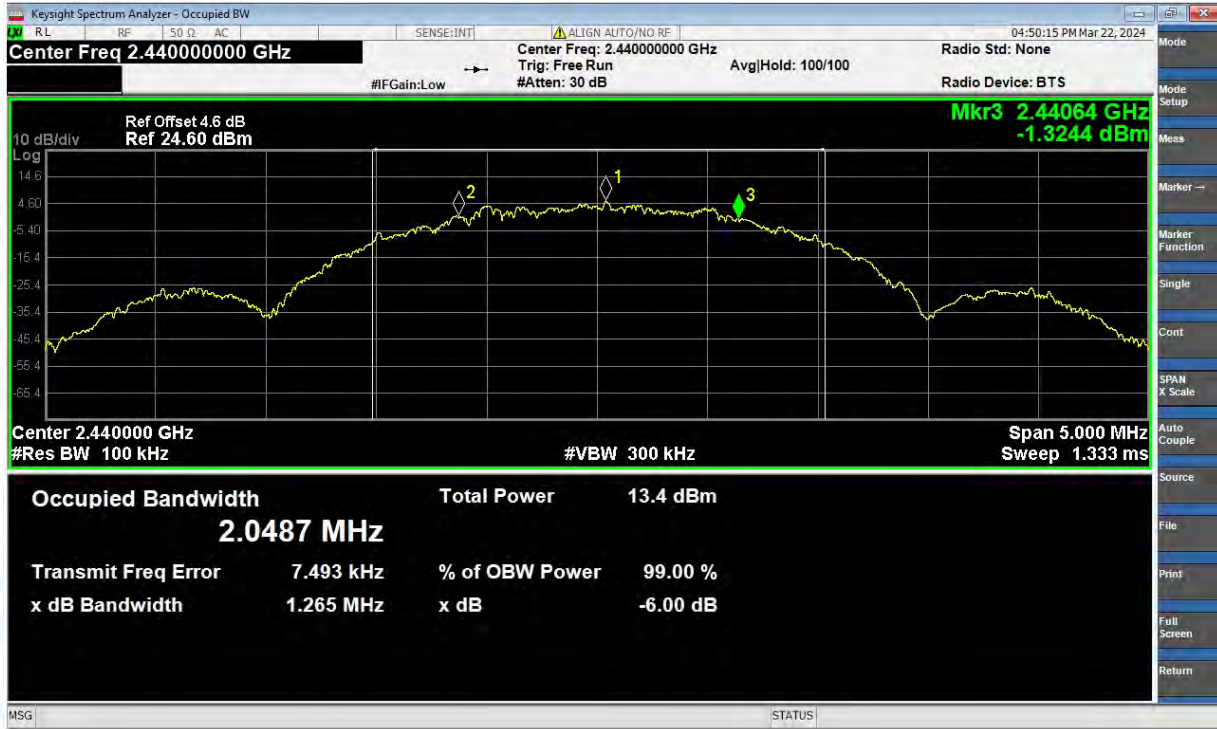 Keysight Spectrum Analyzer - Occupied BW
LXI RL RF 50 Ω AC SENSE:INT ALIGN AUTO/NO RF 04:50:15 PM Mar 22, 2024
Center Freq 2.440000000 GHz
Center Freq: 2.440000000 GHz
Radio Std: None
Trig: Free Run
Avg|Hold: 100/100
#IFGain:Low
#Atten: 30 dB
Radio Device: BTS
Mkr3 2.44064 GHz
-1.3244 dBm
Ref Offset 4.6 dB
10 dB/div
Ref 24.60 dBm
Log
14.6
4.60
-5.40
-15.4
-25.4
-35.4
-45.4
-55.4
-65.4
2
1
3
Center 2.440000 GHz
Span 5.000 MHz
#Res BW 100 kHz
#VBW 300 kHz
Sweep 1.333 ms
Occupied Bandwidth
2.0487 MHz
Total Power 13.4 dBm
Transmit Freq Error 7.493 kHz
% of OBW Power 99.00 %
x dB Bandwidth 1.265 MHz
x dB -6.00 dB
MSG
STATUS
Mode
Mode
Setup
Meas
Marker→
Marker
Function
Single
Cont
SPAN
X Scale
Auto
Couple
Source
File
Print
Full
Screen
Return